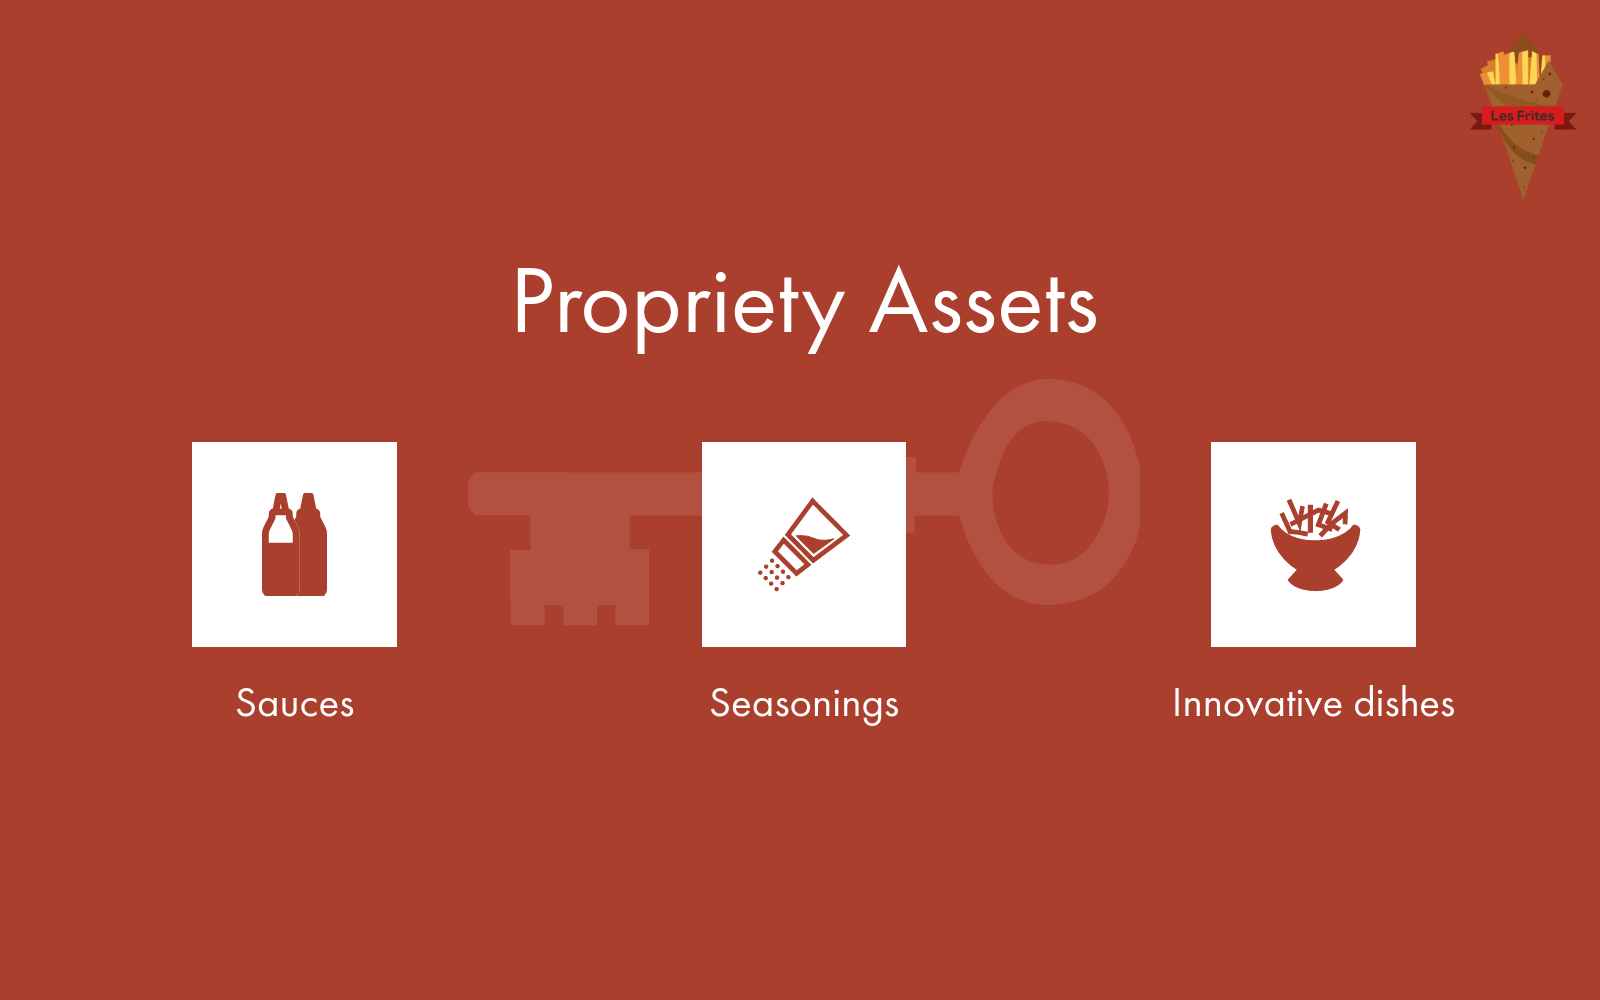 Les Frites
Propriety Assets
Sauces
Seasonings
Innovative dishes